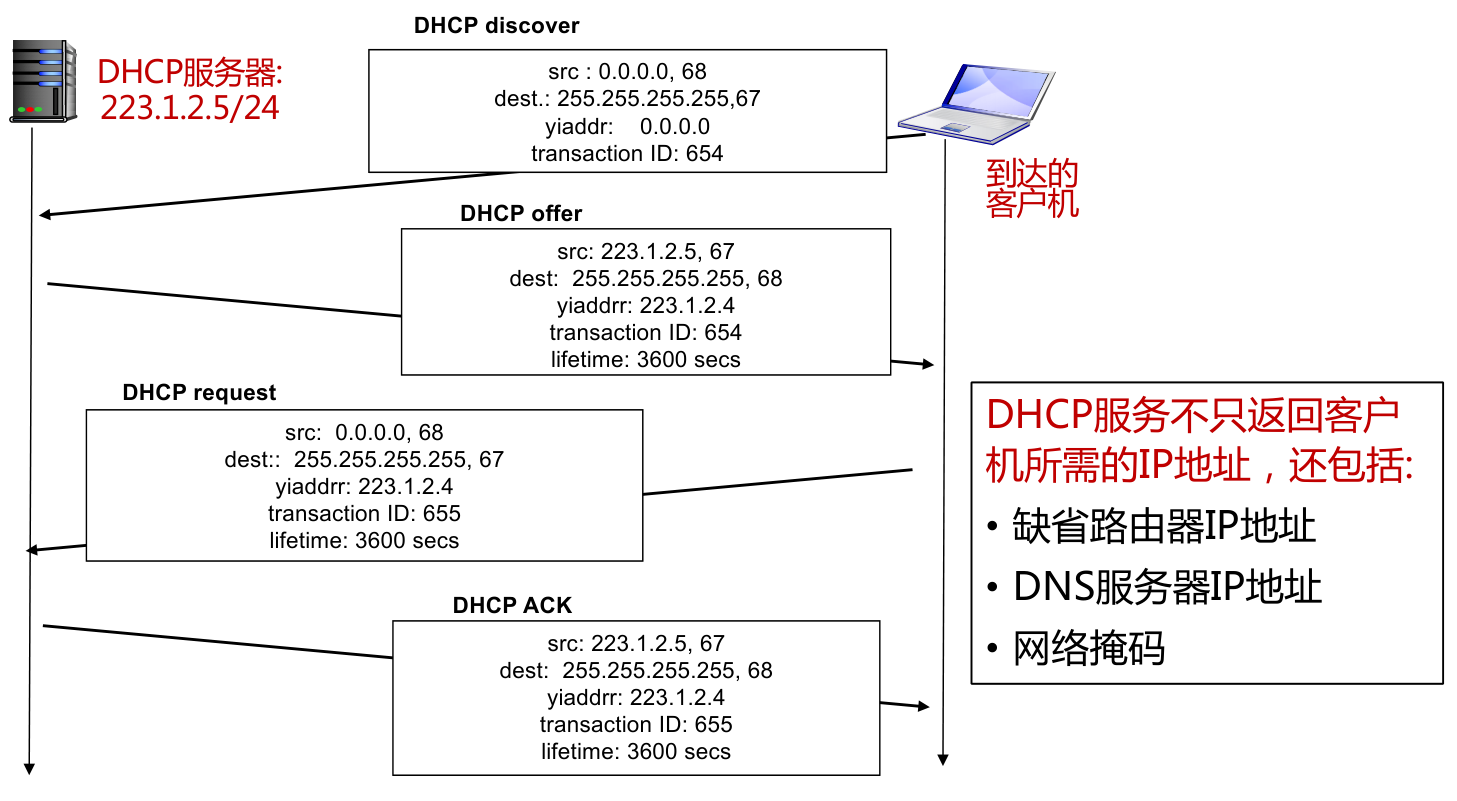 DHCP discover
DHCP服务器:
223.1.2.5/24
src : 0.0.0.0, 68
dest.: 255.255.255.255,67
yiaddr: 0.0.0.0
transaction ID: 654
到达的
客户机
DHCP offer
src: 223.1.2.5, 67
dest: 255.255.255.255, 68
yiaddrr: 223.1.2.4
transaction ID: 654
lifetime: 3600 secs
DHCP request
src: 0.0.0.0, 68
dest:: 255.255.255.255, 67
yiaddrr: 223.1.2.4
transaction ID: 655
lifetime: 3600 secs
DHCP ACK
src: 223.1.2.5, 67
dest: 255.255.255.255, 68
yiaddrr: 223.1.2.4
transaction ID: 655
lifetime: 3600 secs
DHCP服务不只返回客户
机所需的IP地址，还包括:
• 缺省路由器IP地址
• DNS服务器IP地址
• 网络掩码